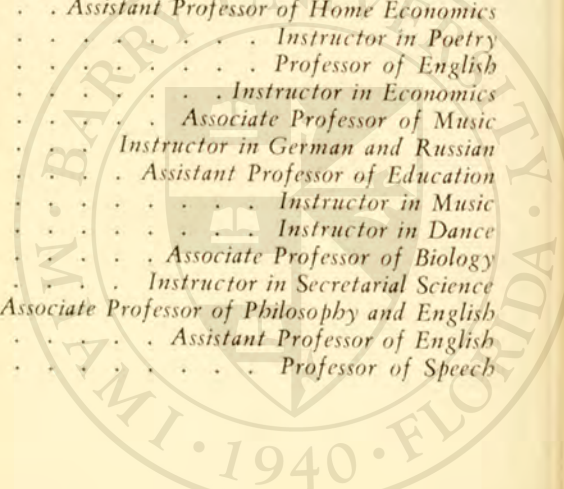 . . Assistant Professor of Home Economics
. . . . . . . . . Instructor in Poetry
. . . . . . . . . Professor of English
. . . . . . . Instructor in Economics
. . . . . Associate Professor of Music
. . . Instructor in German and Russian
. . . . Assistant Professor of Education
. . . . . . . . . Instructor in Music
. . . . . . . . . Instructor in Dance
. . . . . Associate Professor of Biology
. . . . Instructor in Secretarial Science
Associate Professor of Philosophy and English
. . . . . Assistant Professor of English
. . . . . . . . Professor of Speech
BARRY
MIAMI · 1940 · FLORIDA